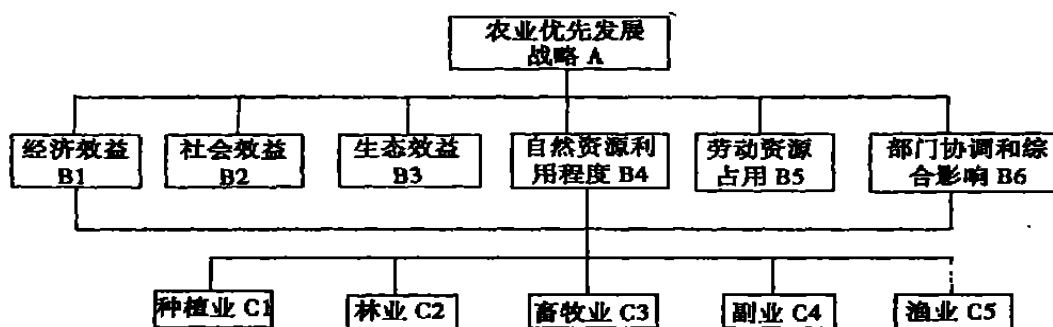 农业优先发展
战略 A
经济效益
B1
社会效益
B2
生态效益
B3
自然资源利
用程度 B4
劳动资源
占用 B5
部门协调和综
合影响 B6
种植业 C1
林业 C2
畜牧业 C3
副业 C4
渔业 C5